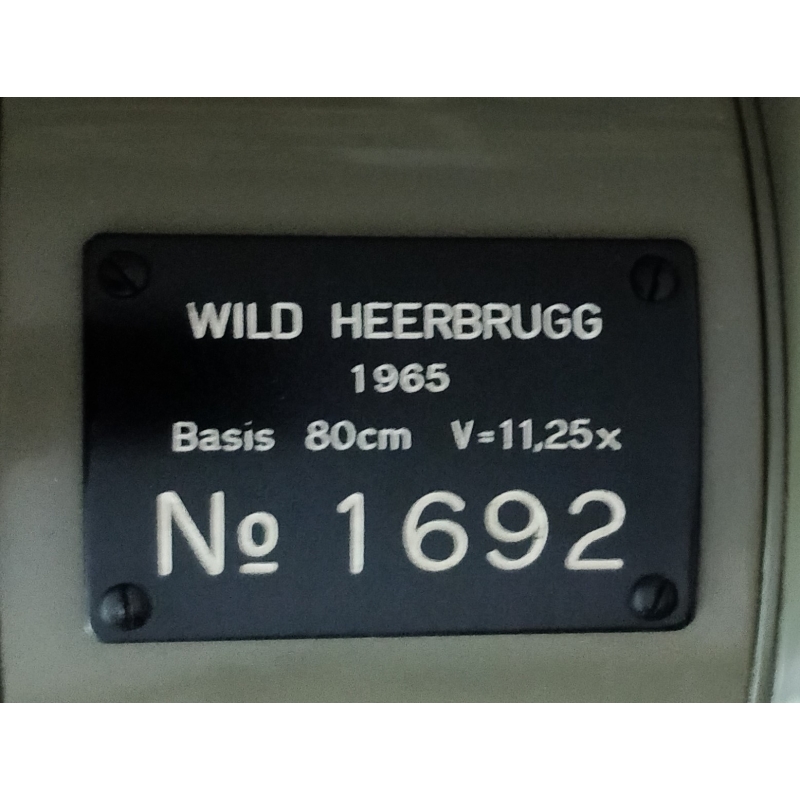 WILD HEERBRUGG
1965
Basis 80cm V=11,25x
Nº 1692